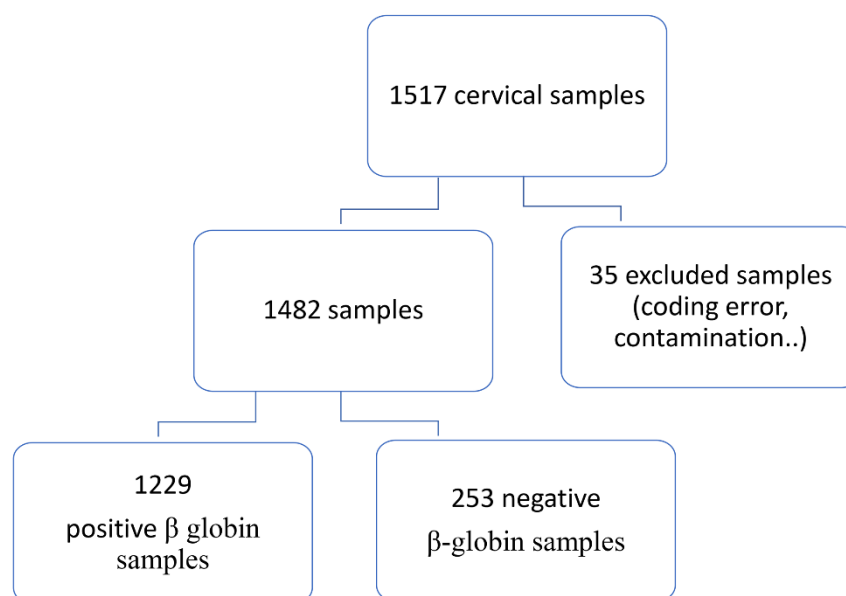 1517 cervical samples
1482 samples
35 excluded samples
(coding error,
contamination..)
1229
positive β globin
samples
253 negative
β-globin samples